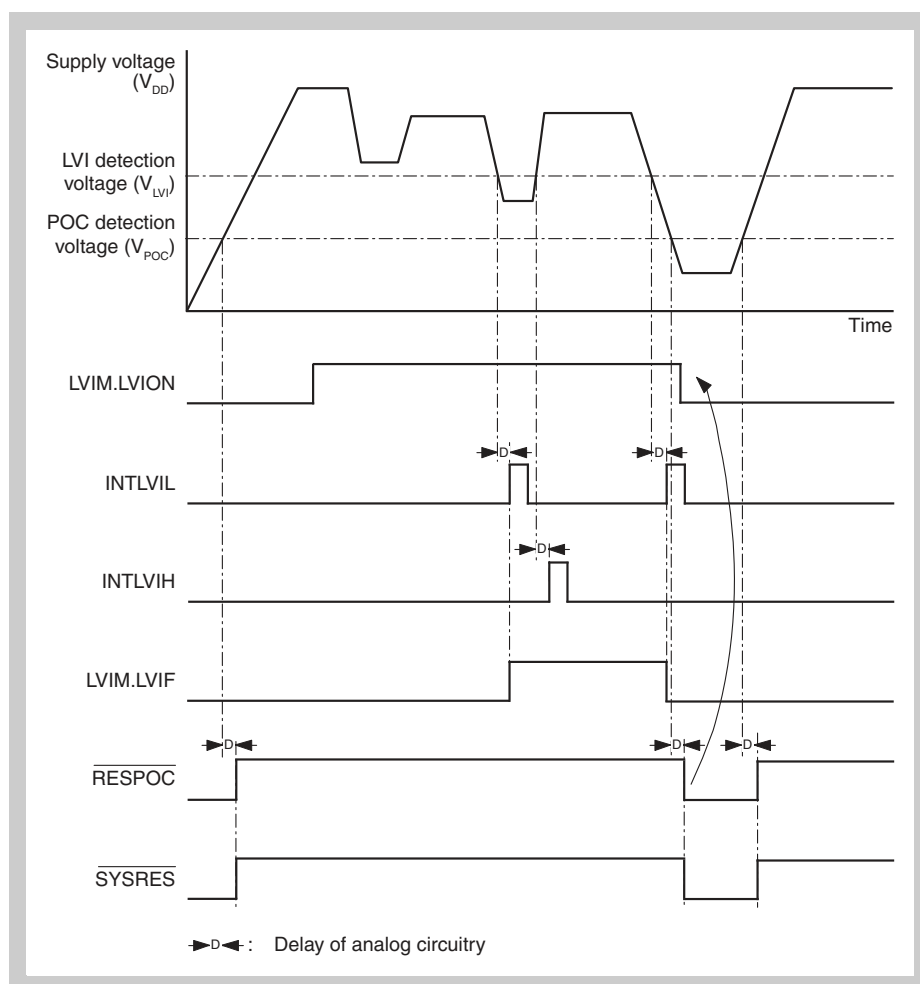 Supply voltage
(VDD)
LVI detection
voltage (VLVI)
POC detection
voltage (VPOC)
Time
LVIM.LVION
D
D
INTLVIL
D
INTLVIH
LVIM.LVIF
D
D
D
RESPOC
SYSRES
D : Delay of analog circuitry